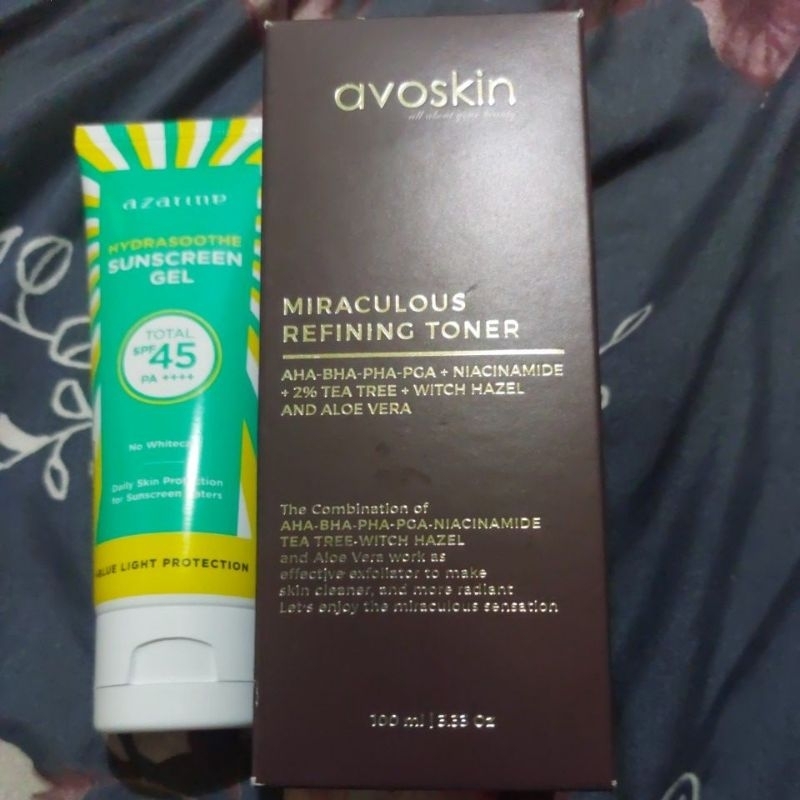 azarine
HYDRASOOTHE
SUNSCREEN
GEL
TOTAL
SPF 45
PA ++++
No Whitecast
Daily Skin Protection
for Sunscreen Haters
BLUE LIGHT PROTECTION
avoskin
all about your beauty
MIRACULOUS
REFINING TONER
AHA-BHA-PHA-PGA + NIACINAMIDE
+ 2% TEA TREE + WITCH HAZEL
AND ALOE VERA
The Combination of
AHA-BHA-PHA-PGA-NIACINAMIDE
TEA TREE-WITCH HAZEL
and Aloe Vera work as
effective exfoliator to make
skin cleaner, and more radiant
Let's enjoy the miraculous sensation
100 ml | 3.33 Oz